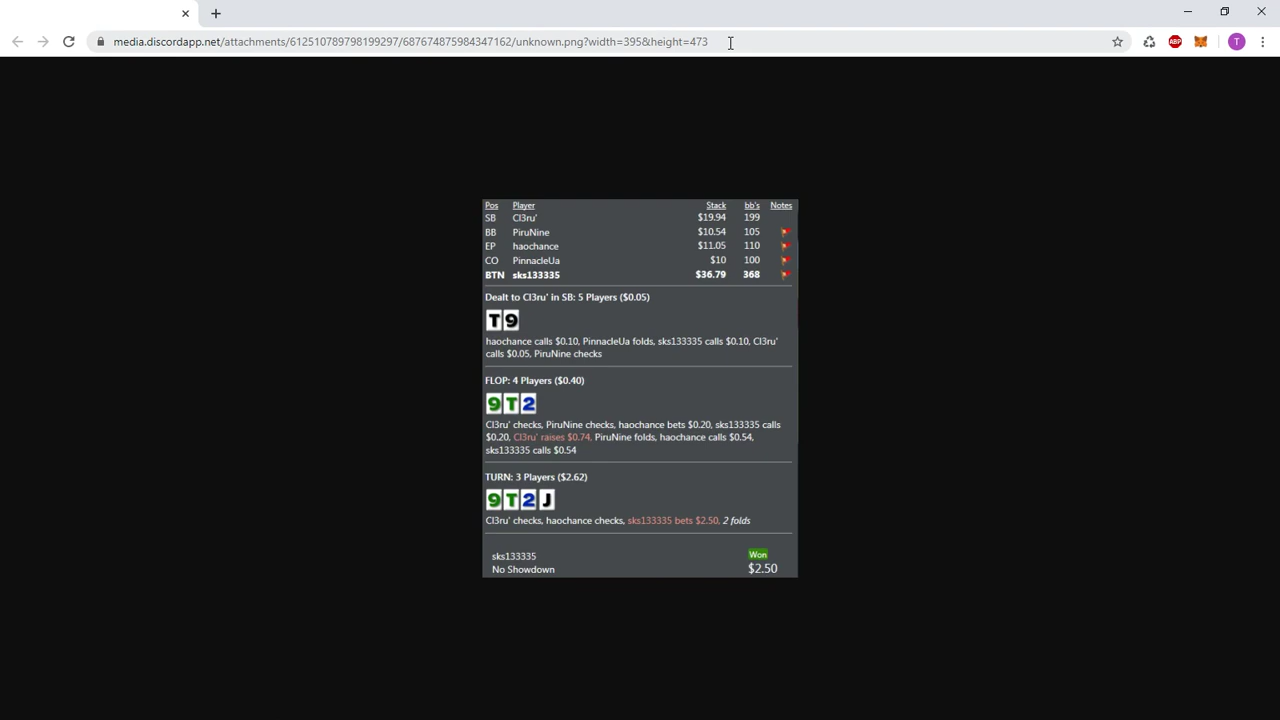 media.discordapp.net/attachments/612510789798199297/687674875984347162/unknown.png?width=395&height=473
ABP
T
Pos Player Stack bb's Notes
SB Cl3ru' $19.94 199
BB PiruNine $10.54 105
EP haochance $11.05 110
CO PinnacleUa $10 100
BTN sks133335 $36.79 368
Dealt to Cl3ru' in SB: 5 Players ($0.05)
T 9
haochance calls $0.10, PinnacleUa folds, sks133335 calls $0.10, Cl3ru'
calls $0.05, PiruNine checks
FLOP: 4 Players ($0.40)
9 T 2
Cl3ru' checks, PiruNine checks, haochance bets $0.20, sks133335 calls
$0.20, Cl3ru' raises $0.74, PiruNine folds, haochance calls $0.54,
sks133335 calls $0.54
TURN: 3 Players ($2.62)
9 T 2 J
Cl3ru' checks, haochance checks, sks133335 bets $2.50, 2 folds
sks133335 Won
No Showdown $2.50